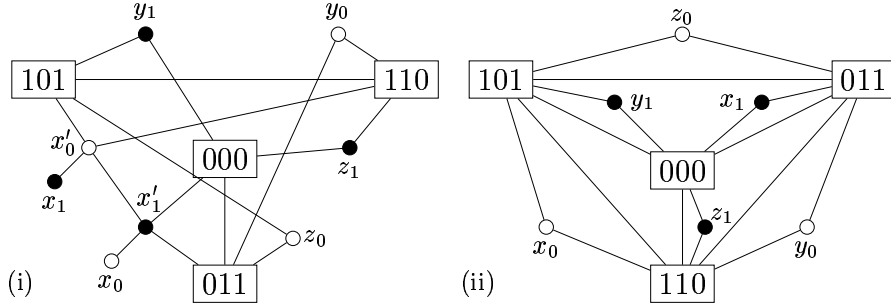 y₁ y₀ z₀
101 110 101 011
y₁ x₁
x′₀ 000 z₁ 000
x₁ x′₁ z₁
x₀ z₀ x₀ y₀
(i) 011 (ii) 110